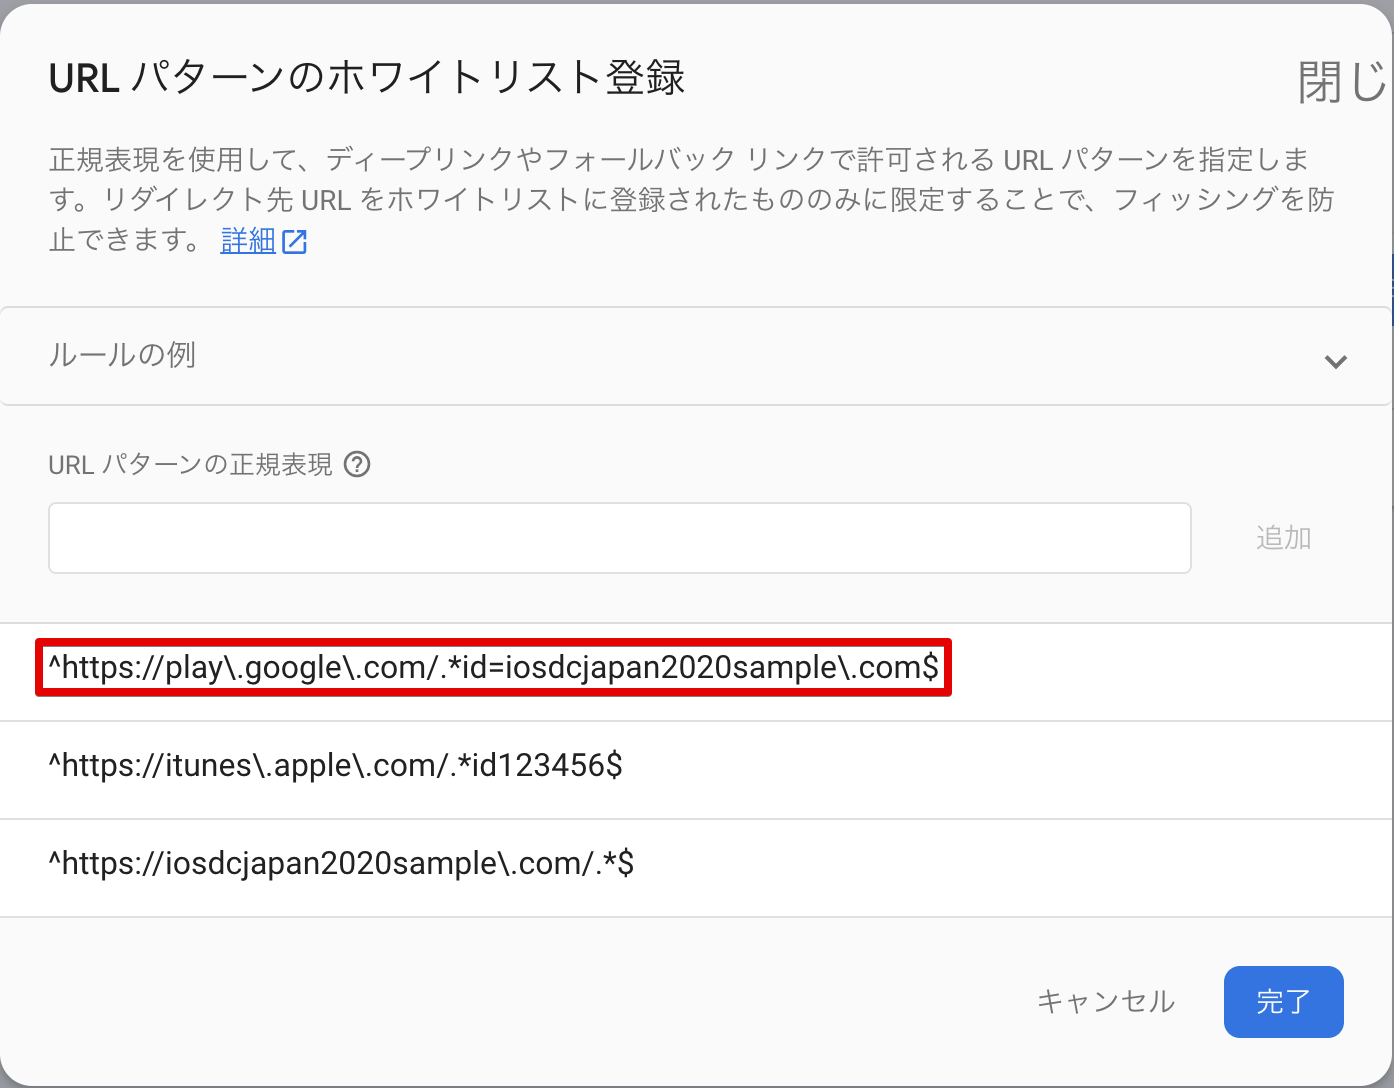 URL パターンのホワイトリスト登録
閉じ
正規表現を使用して、ディープリンクやフォールバック リンクで許可される URL パターンを指定しま
す。リダイレクト先 URL をホワイトリストに登録されたもののみに限定することで、フィッシングを防
止できます。 詳細
ルールの例
URL パターンの正規表現
追加
^https://play\.google\.com/.*id=iosdcjapan2020sample\.com$
^https://itunes\.apple\.com/.*id123456$
^https://iosdcjapan2020sample\.com/.*$
キャンセル
完了